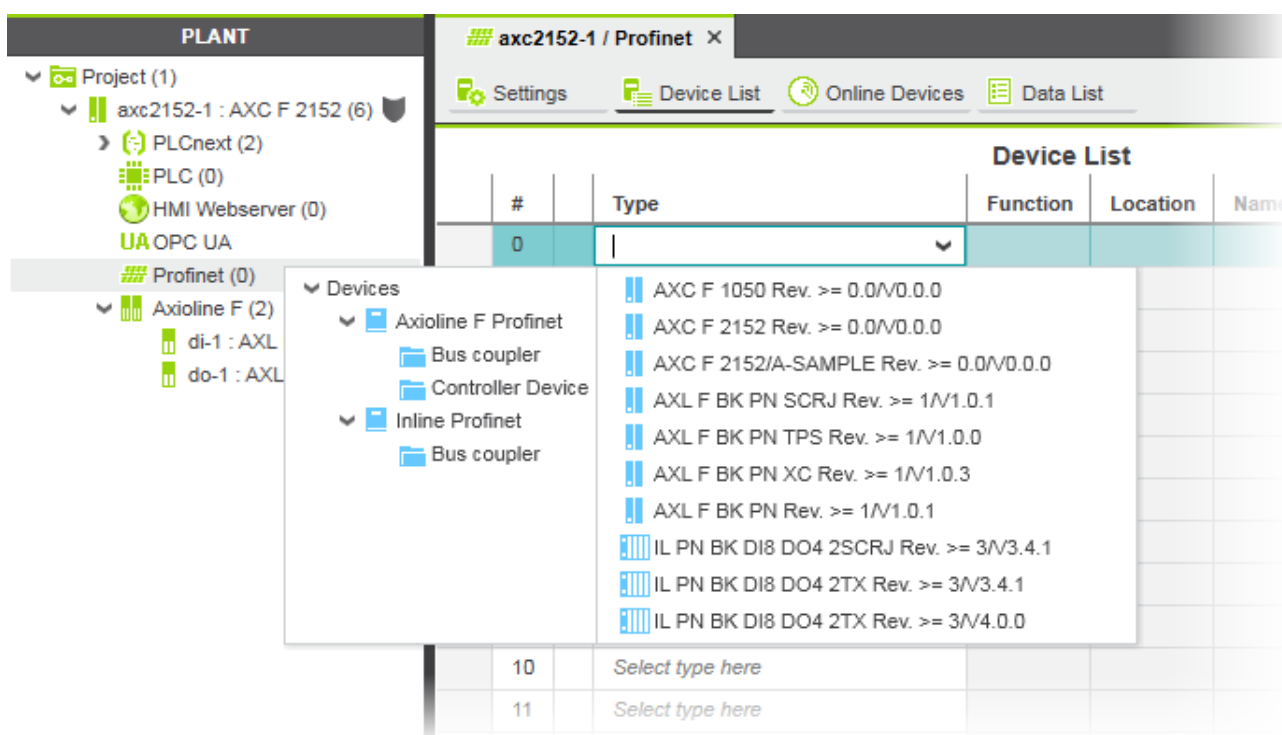 PLANT
Project (1)
axc2152-1 : AXC F 2152 (6)
PLCnext (2)
PLC (0)
HMI Webserver (0)
UA OPC UA
Profinet (0)
Axioline F (2)
di-1 : AXL
do-1 : AXL
axc2152-1 / Profinet ×
Settings
Device List
Online Devices
Data List
Device List
# Type Function Location Name
0
Devices
Axioline F Profinet
Bus coupler
Controller Device
Inline Profinet
Bus coupler
AXC F 1050 Rev. >= 0.0/V0.0.0
AXC F 2152 Rev. >= 0.0/V0.0.0
AXC F 2152/A-SAMPLE Rev. >= 0.0/V0.0.0
AXL F BK PN SCRJ Rev. >= 1/V1.0.1
AXL F BK PN TPS Rev. >= 1/V1.0.0
AXL F BK PN XC Rev. >= 1/V1.0.3
AXL F BK PN Rev. >= 1/V1.0.1
IL PN BK DI8 DO4 2SCRJ Rev. >= 3/V3.4.1
IL PN BK DI8 DO4 2TX Rev. >= 3/V3.4.1
IL PN BK DI8 DO4 2TX Rev. >= 3/V4.0.0
10 Select type here
11 Select type here